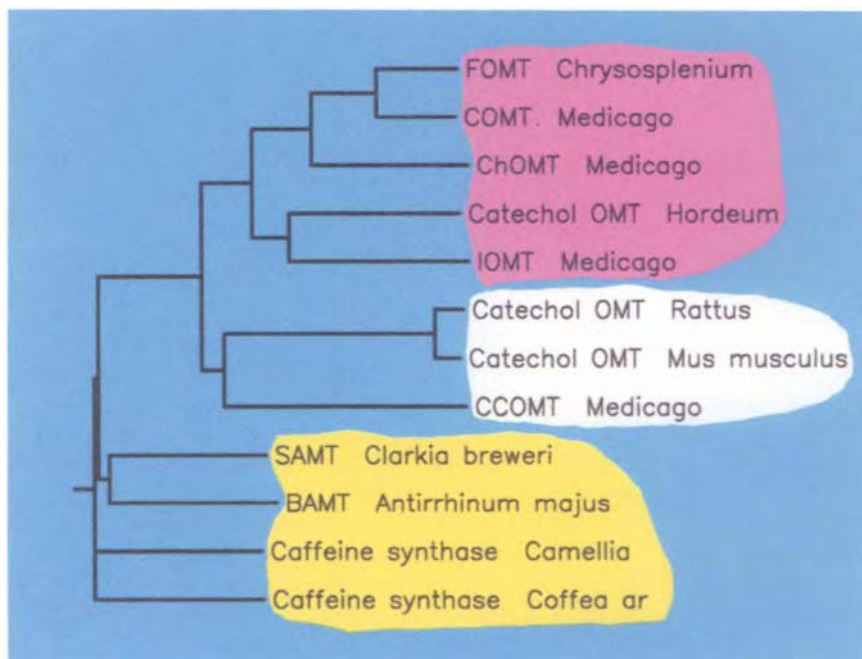 FOMT Chrysosplenium
COMT. Medicago
ChOMT Medicago
Catechol OMT Hordeum
IOMT Medicago
Catechol OMT Rattus
Catechol OMT Mus musculus
CCOMT Medicago
SAMT Clarkia breweri
BAMT Antirrhinum majus
Caffeine synthase Camellia
Caffeine synthase Coffea ar